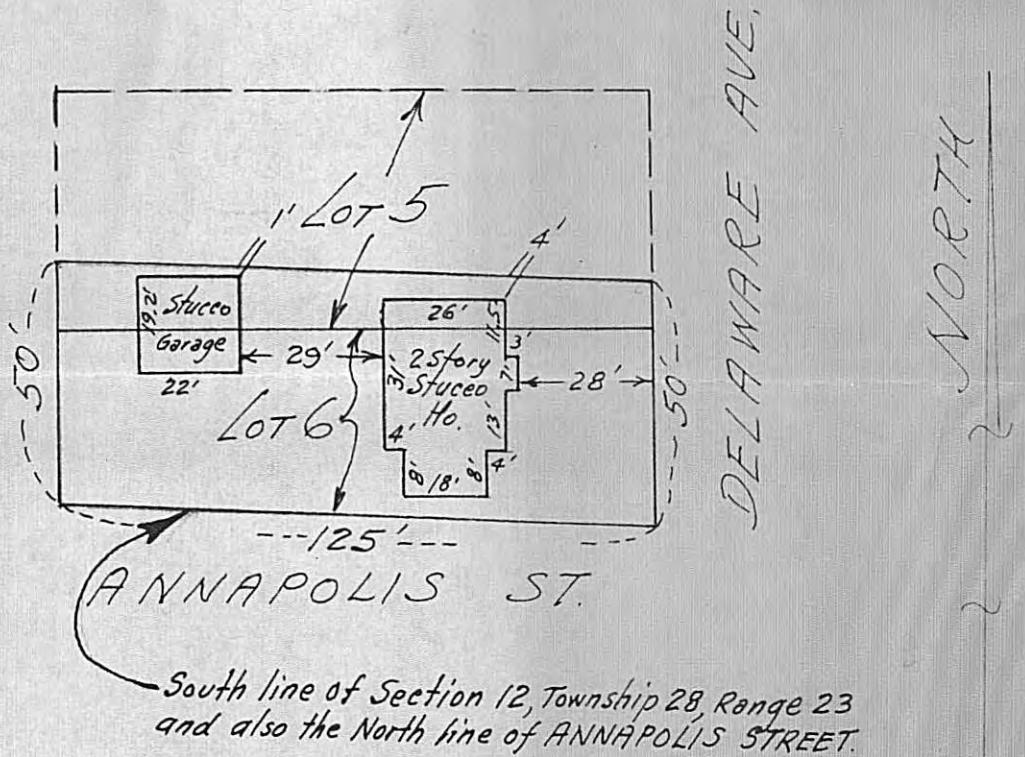 DELAWARE AVE.
NORTH
LOT 5
1'
4'
50'
19.2'
Stucco
Garage
22'
29'
26'
11.5'
3'
7'
2 Story
Stucco
Ho.
31'
13'
4'
4'
8'
18'
8'
28'
50'
LOT 6
125'
ANNAPOLIS ST.
South line of Section 12, Township 28, Range 23
and also the North line of ANNAPOLIS STREET.